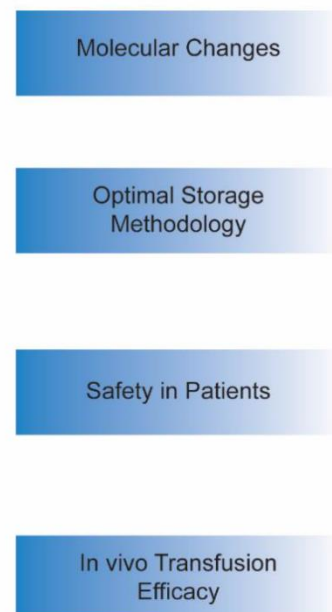 Molecular Changes
Optimal Storage
Methodology
Safety in Patients
In vivo Transfusion
Efficacy